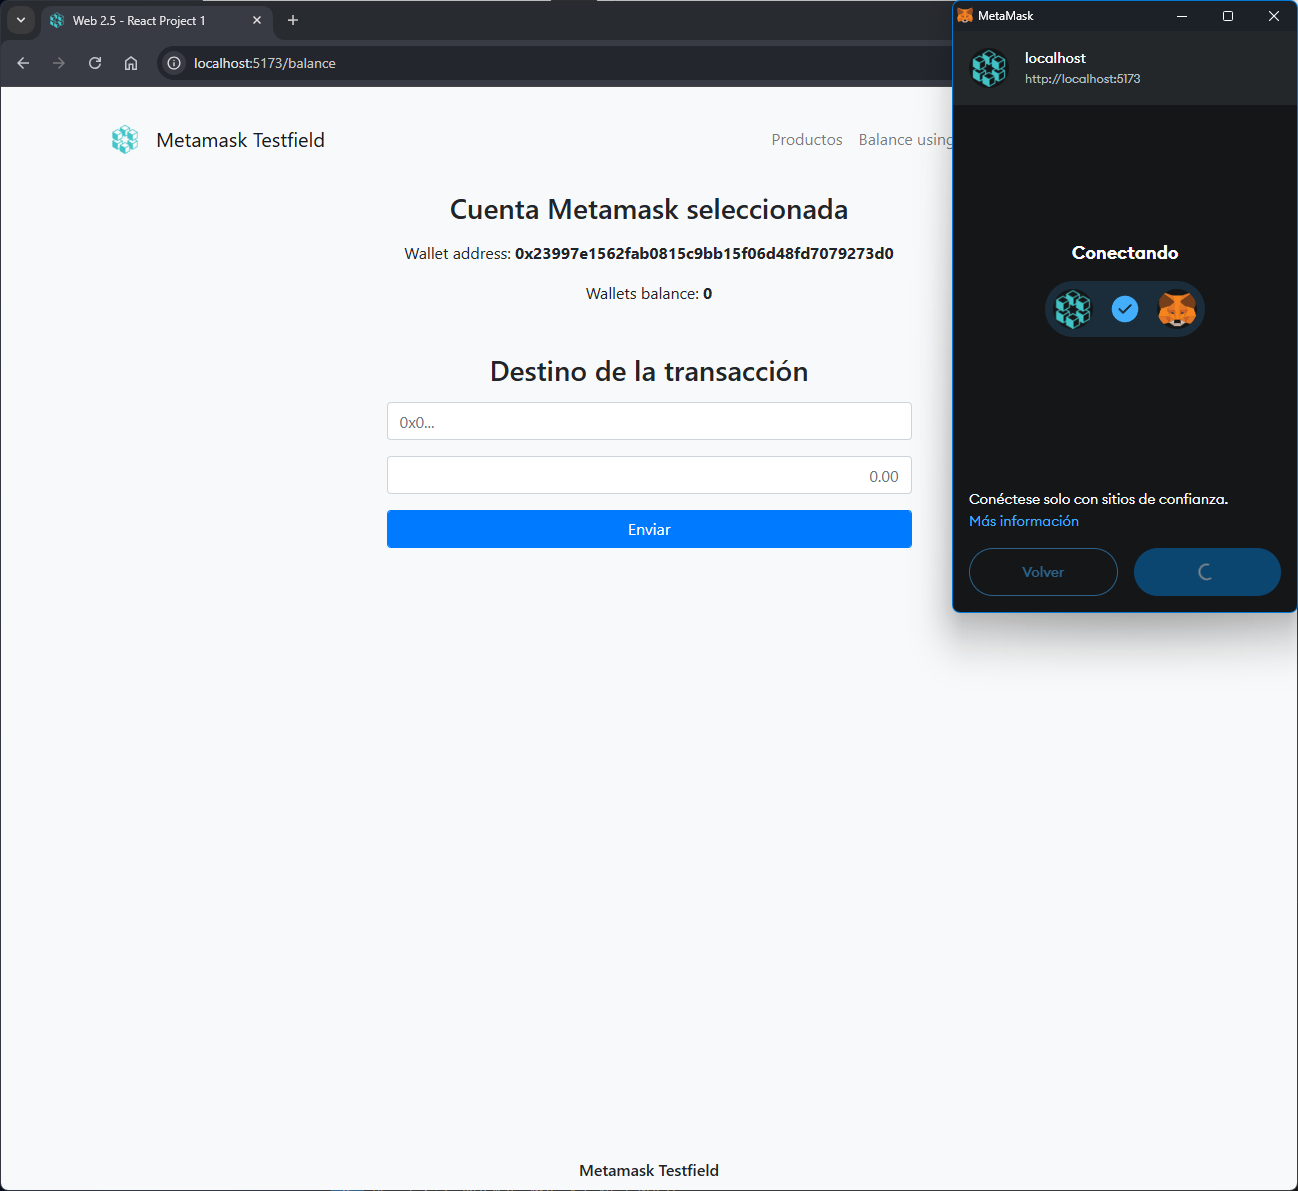 Web 2.5 - React Project 1
localhost:5173/balance
Metamask Testfield
Productos
Balance using
Cuenta Metamask seleccionada
Wallet address: 0x23997e1562fab0815c9bb15f06d48fd7079273d0
Wallets balance: 0
Destino de la transacción
0x0...
0.00
Enviar
Metamask Testfield
MetaMask
localhost
http://localhost:5173
Conectando
Conéctese solo con sitios de confianza.
Más información
Volver